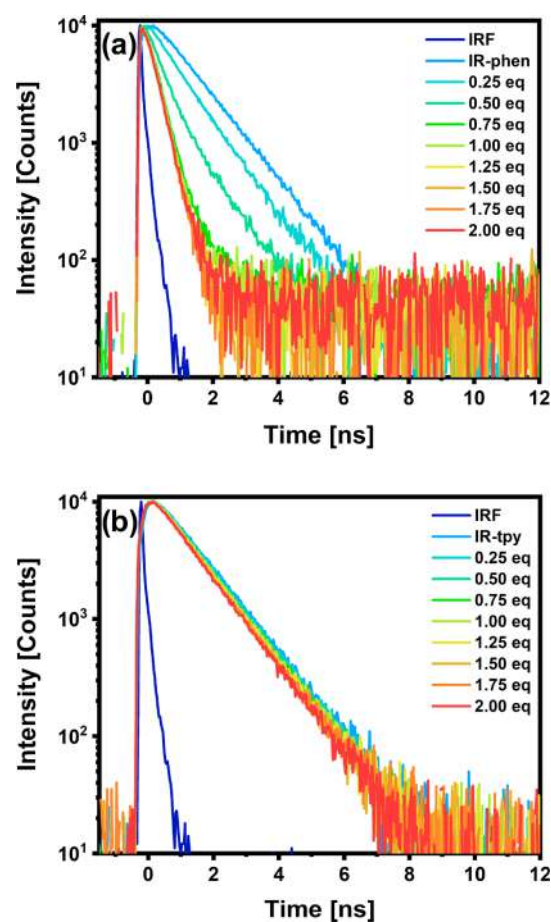 (a)
IRF
IR-phen
0.25 eq
0.50 eq
0.75 eq
1.00 eq
1.25 eq
1.50 eq
1.75 eq
2.00 eq
Intensity [Counts]
10⁴
10³
10²
10¹
0 2 4 6 8 10 12
Time [ns]
(b)
IRF
IR-tpy
0.25 eq
0.50 eq
0.75 eq
1.00 eq
1.25 eq
1.50 eq
1.75 eq
2.00 eq
Intensity [Counts]
10⁴
10³
10²
10¹
0 2 4 6 8 10 12
Time [ns]